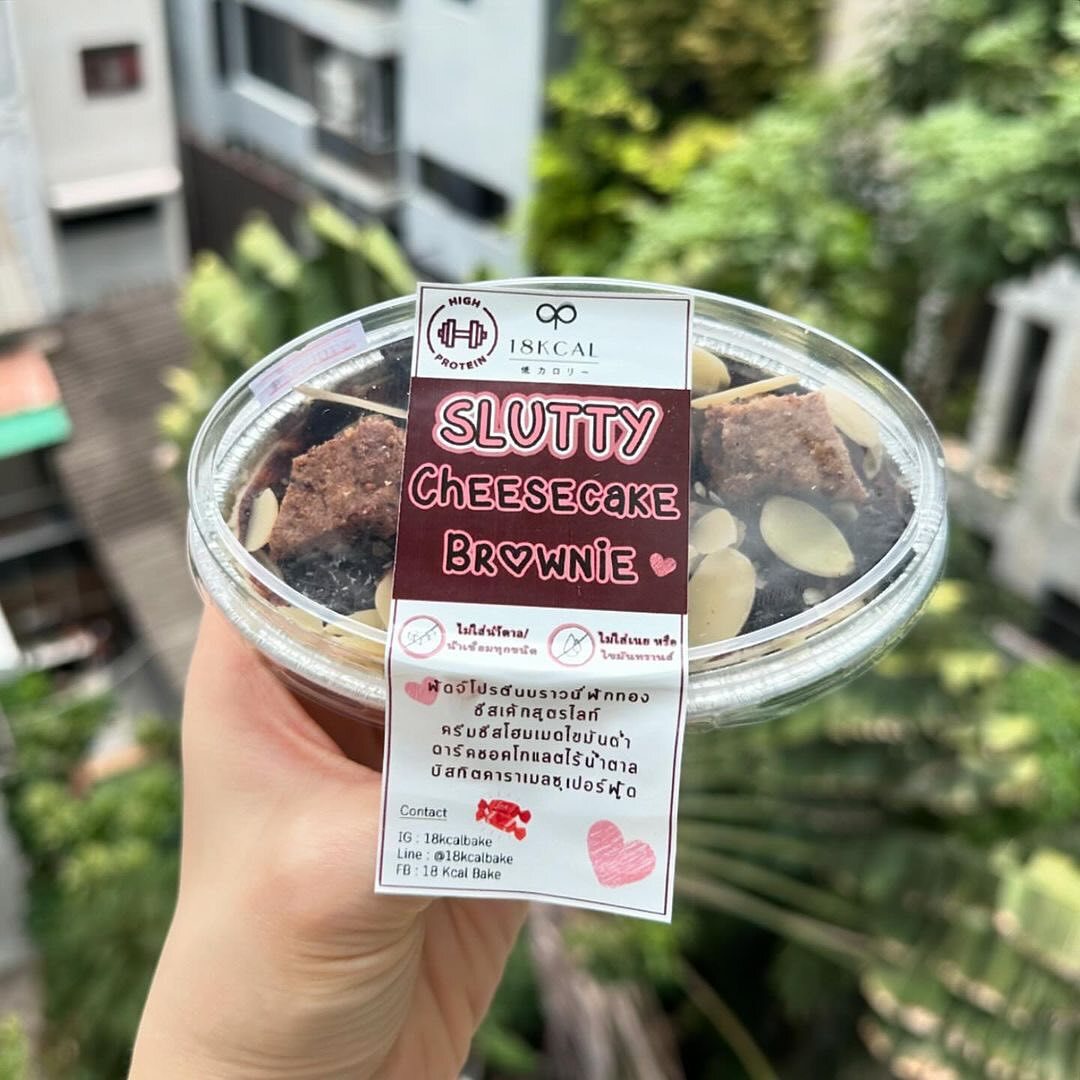 HIGH
PROTEIN
18KCAL
低カロリー
SLUTTY
CHEESECAKE
BROWNIE
ไม่ใส่น้ำตาล/
น้ำเชื่อมทุกชนิด
ไม่ใส่เนย หรือ
ไขมันทรานส์
ฟัดจ์โปรตีนบราวนี่ฟักทอง
ชีสเค้กสูตรไลท์
ครีมชีสโฮมเมดไขมันต่ำ
ดาร์คชอคโกแลตไร้น้ำตาล
บิสกิตคาราเมลซุเปอร์ฟู้ด
Contact
IG : 18kcalbake
Line : @18kcalbake
FB : 18 Kcal Bake